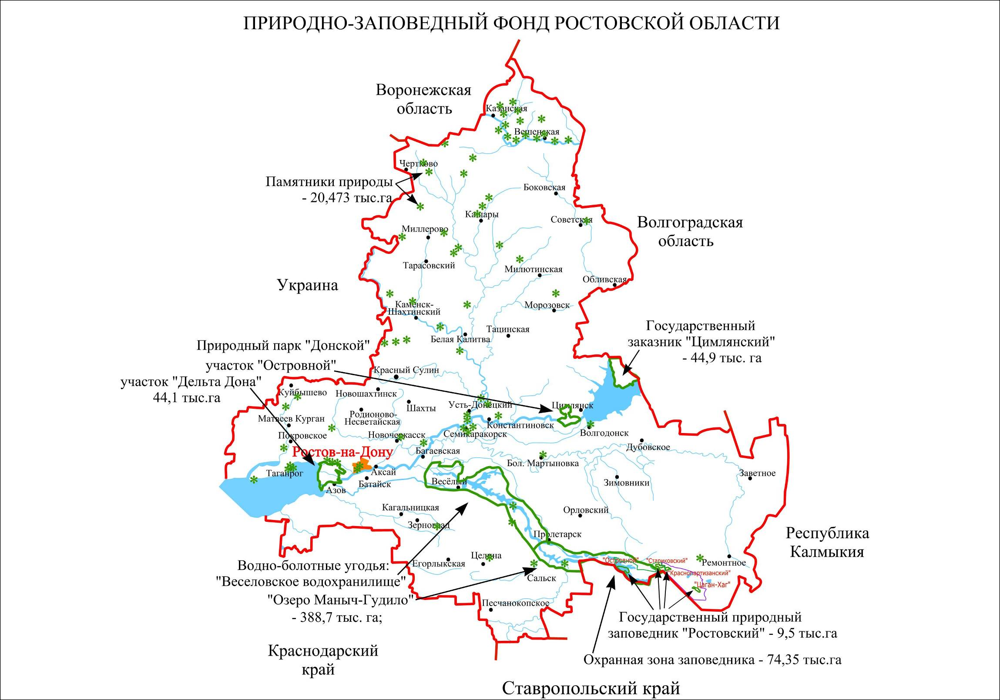 ПРИРОДНО-ЗАПОВЕДНЫЙ ФОНД РОСТОВСКОЙ ОБЛАСТИ
Воронежская
область
Казанская
Вешенская
Чертково
Памятники природы
- 20,473 тыс.га
Боковская
Кашары
Советская
Волгоградская
область
Миллерово
Тарасовский
Милютинская
Обливская
Украина
Каменск-
Шахтинский
Морозовск
Тацинская
Белая Калитва
Государственный
заказник "Цимлянский"
- 44,9 тыс. га
Природный парк "Донской"
участок "Островной"
участок "Дельта Дона"
44,1 тыс.га
Красный Сулин
Куйбышево
Новошахтинск
Шахты
Усть-Донецкий
Цимлянск
Родионово-
Несветайская
Матвеев Курган
Константиновск
Покровское
Новочеркасск
Семикаракорск
Волгодонск
Ростов-на-Дону
Багаевская
Дубовское
Бол. Мартыновка
Таганрог
Аксай
Заветное
Батайск
Весёлый
Зимовники
Азов
Кагальницкая
Орловский
Зерноград
Пролетарск
Республика
Калмыкия
Целина
Егорлыкская
"Островной"
"Стариковский"
Ремонтное
"Краснопартизанский"
"Цаган-Хаг"
Сальск
Водно-болотные угодья:
"Веселовское водохранилище"
"Озеро Маныч-Гудило"
- 388,7 тыс. га;
Песчанокопское
Государственный природный
заповедник "Ростовский" - 9,5 тыс.га
Охранная зона заповедника - 74,35 тыс.га
Краснодарский
край
Ставропольский край